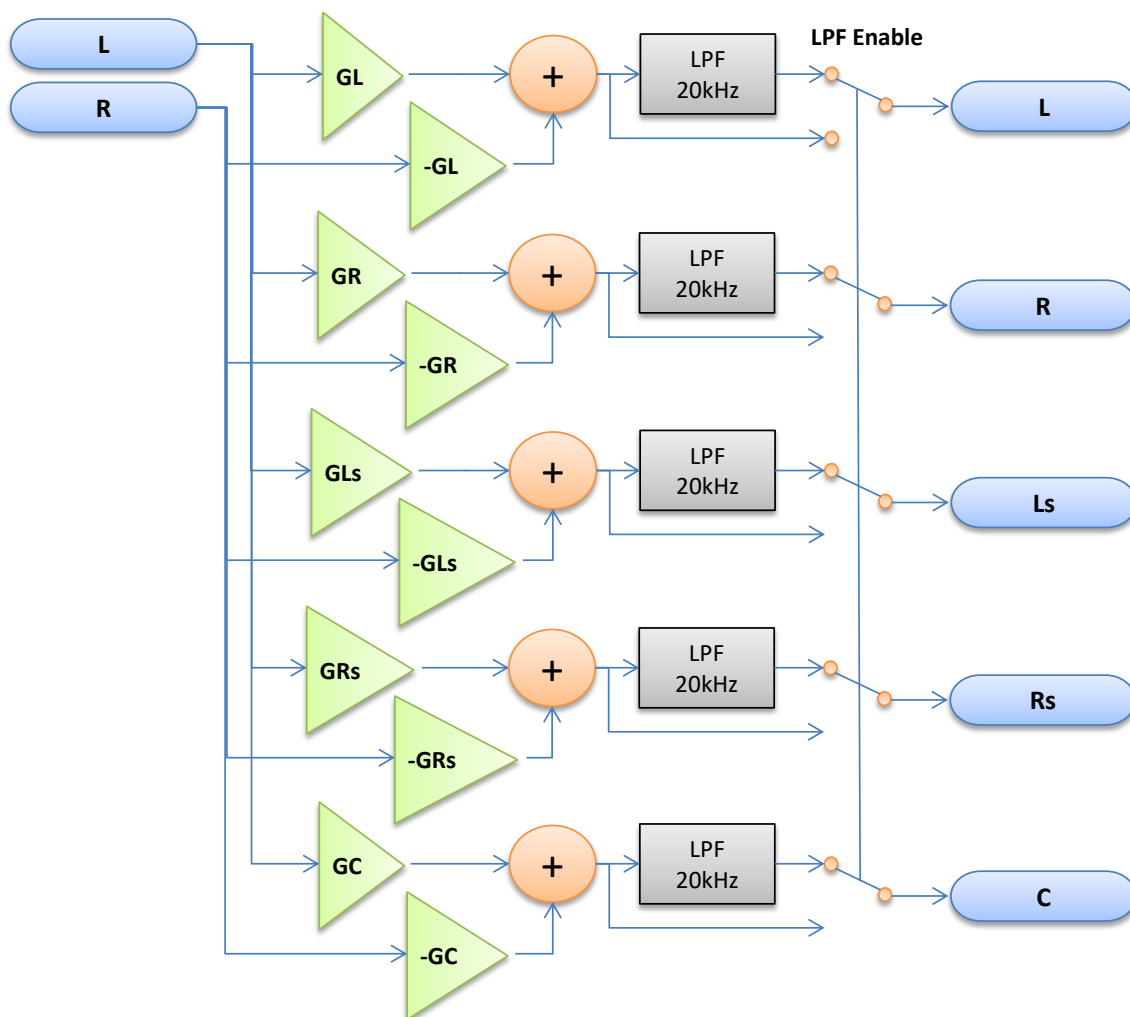 L
R
LPF Enable
GL
-GL
+
LPF
20kHz
L
GR
-GR
+
LPF
20kHz
R
GLs
-GLs
+
LPF
20kHz
Ls
GRs
-GRs
+
LPF
20kHz
Rs
GC
-GC
+
LPF
20kHz
C